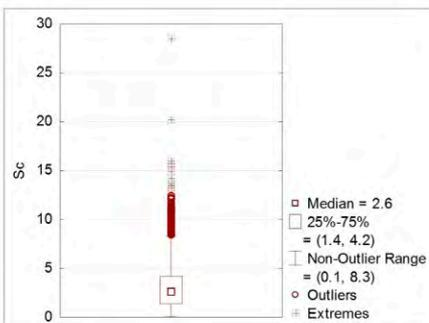 30
25
20
15
10
5
0
Sc
Median = 2.6
25%-75%
= (1.4, 4.2)
Non-Outlier Range
= (0.1, 8.3)
Outliers
Extremes